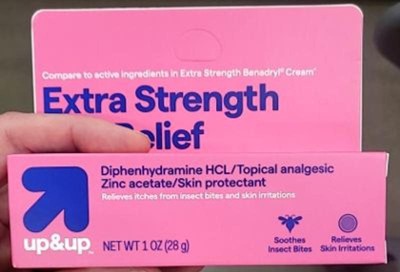 Compare to active ingredients in Extra Strength Benadryl® Cream*
Extra Strength
Relief
Diphenhydramine HCL/Topical analgesic
Zinc acetate/Skin protectant
Relieves itches from insect bites and skin irritations
up&up™
NET WT 1 OZ (28 g)
Soothes
Insect Bites
Relieves
Skin Irritations